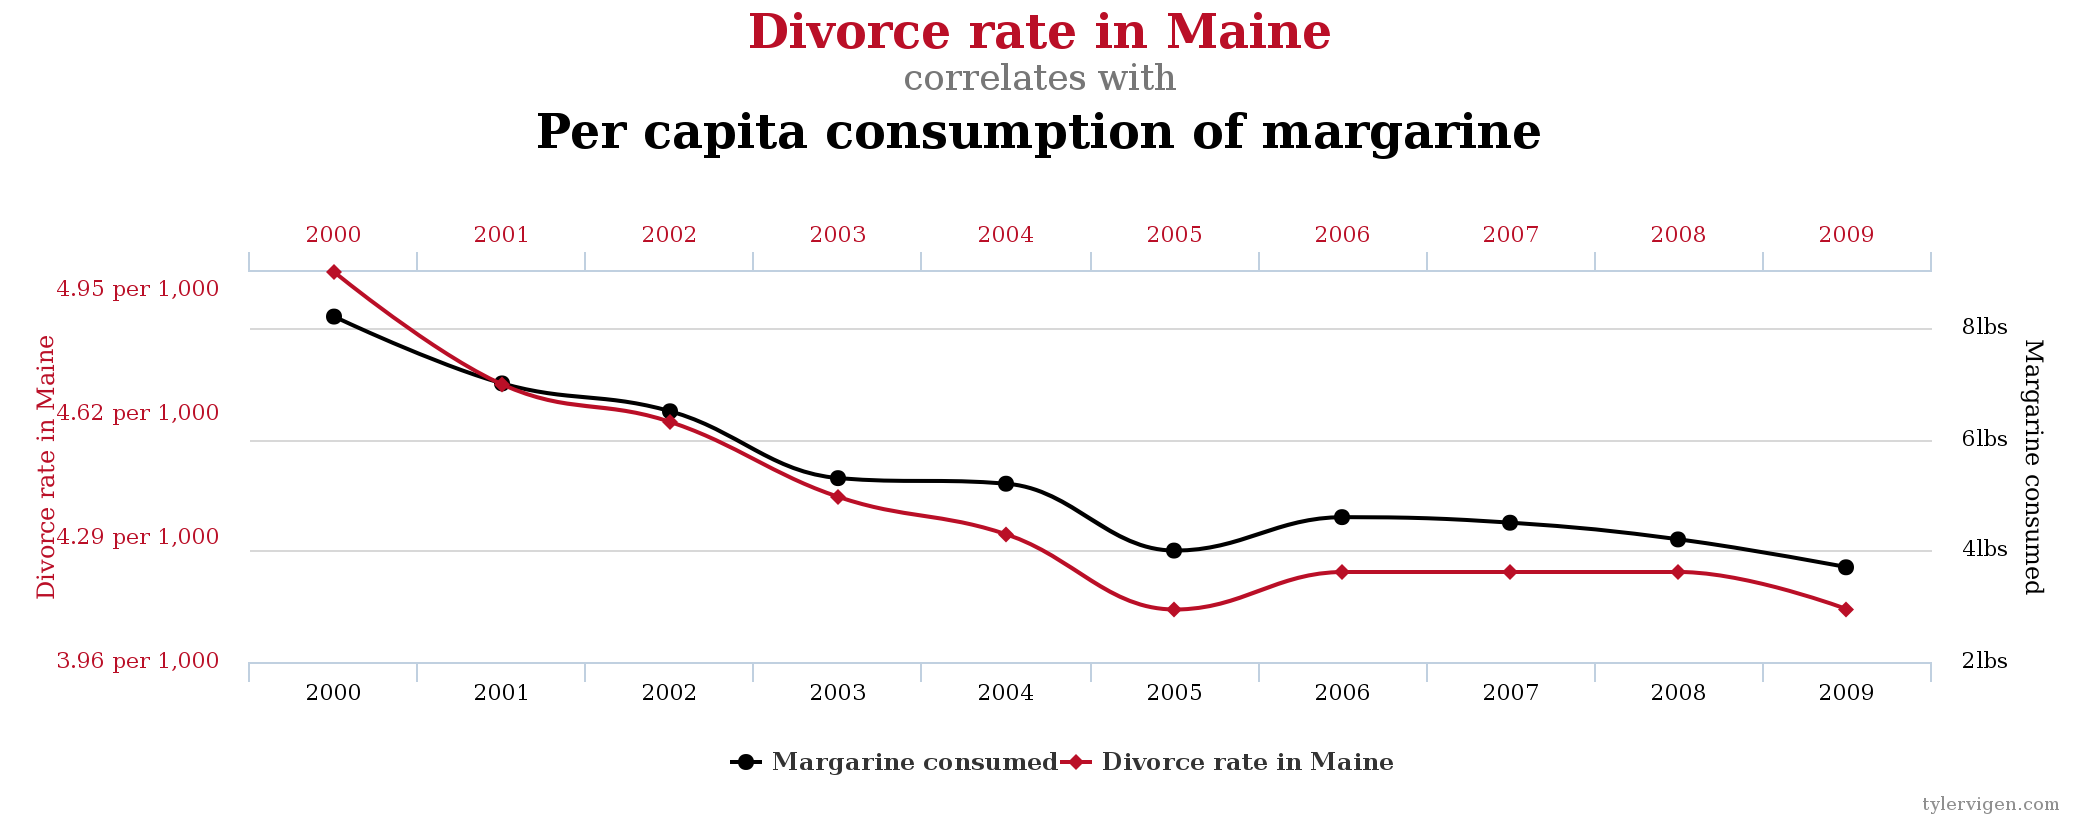 Divorce rate in Maine
correlates with
Per capita consumption of margarine
2000 2001 2002 2003 2004 2005 2006 2007 2008 2009
4.95 per 1,000
4.62 per 1,000
4.29 per 1,000
3.96 per 1,000
Divorce rate in Maine
8lbs
6lbs
4lbs
2lbs
Margarine consumed
2000 2001 2002 2003 2004 2005 2006 2007 2008 2009
Margarine consumed Divorce rate in Maine
tylervigen.com